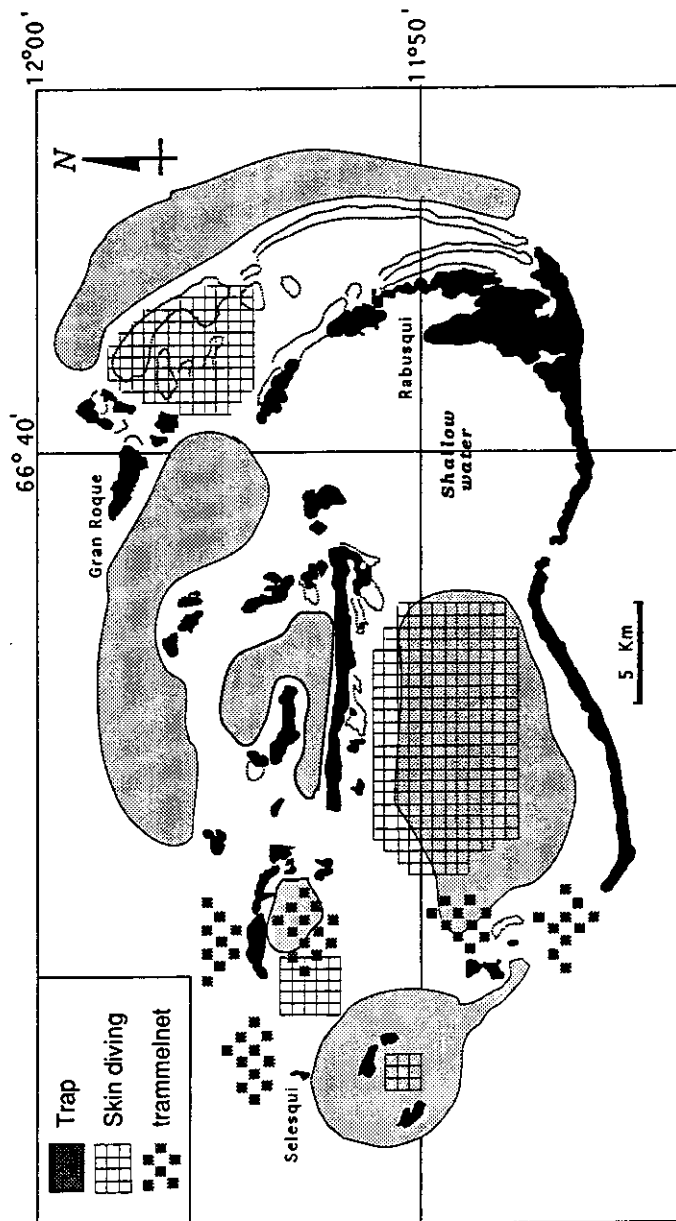 12°00'
11°50'
66°40'
N
Gran Roque
Rabusqui
Shallow
water
5 Km
Selesqui
Trap
Skin diving
trammelnet